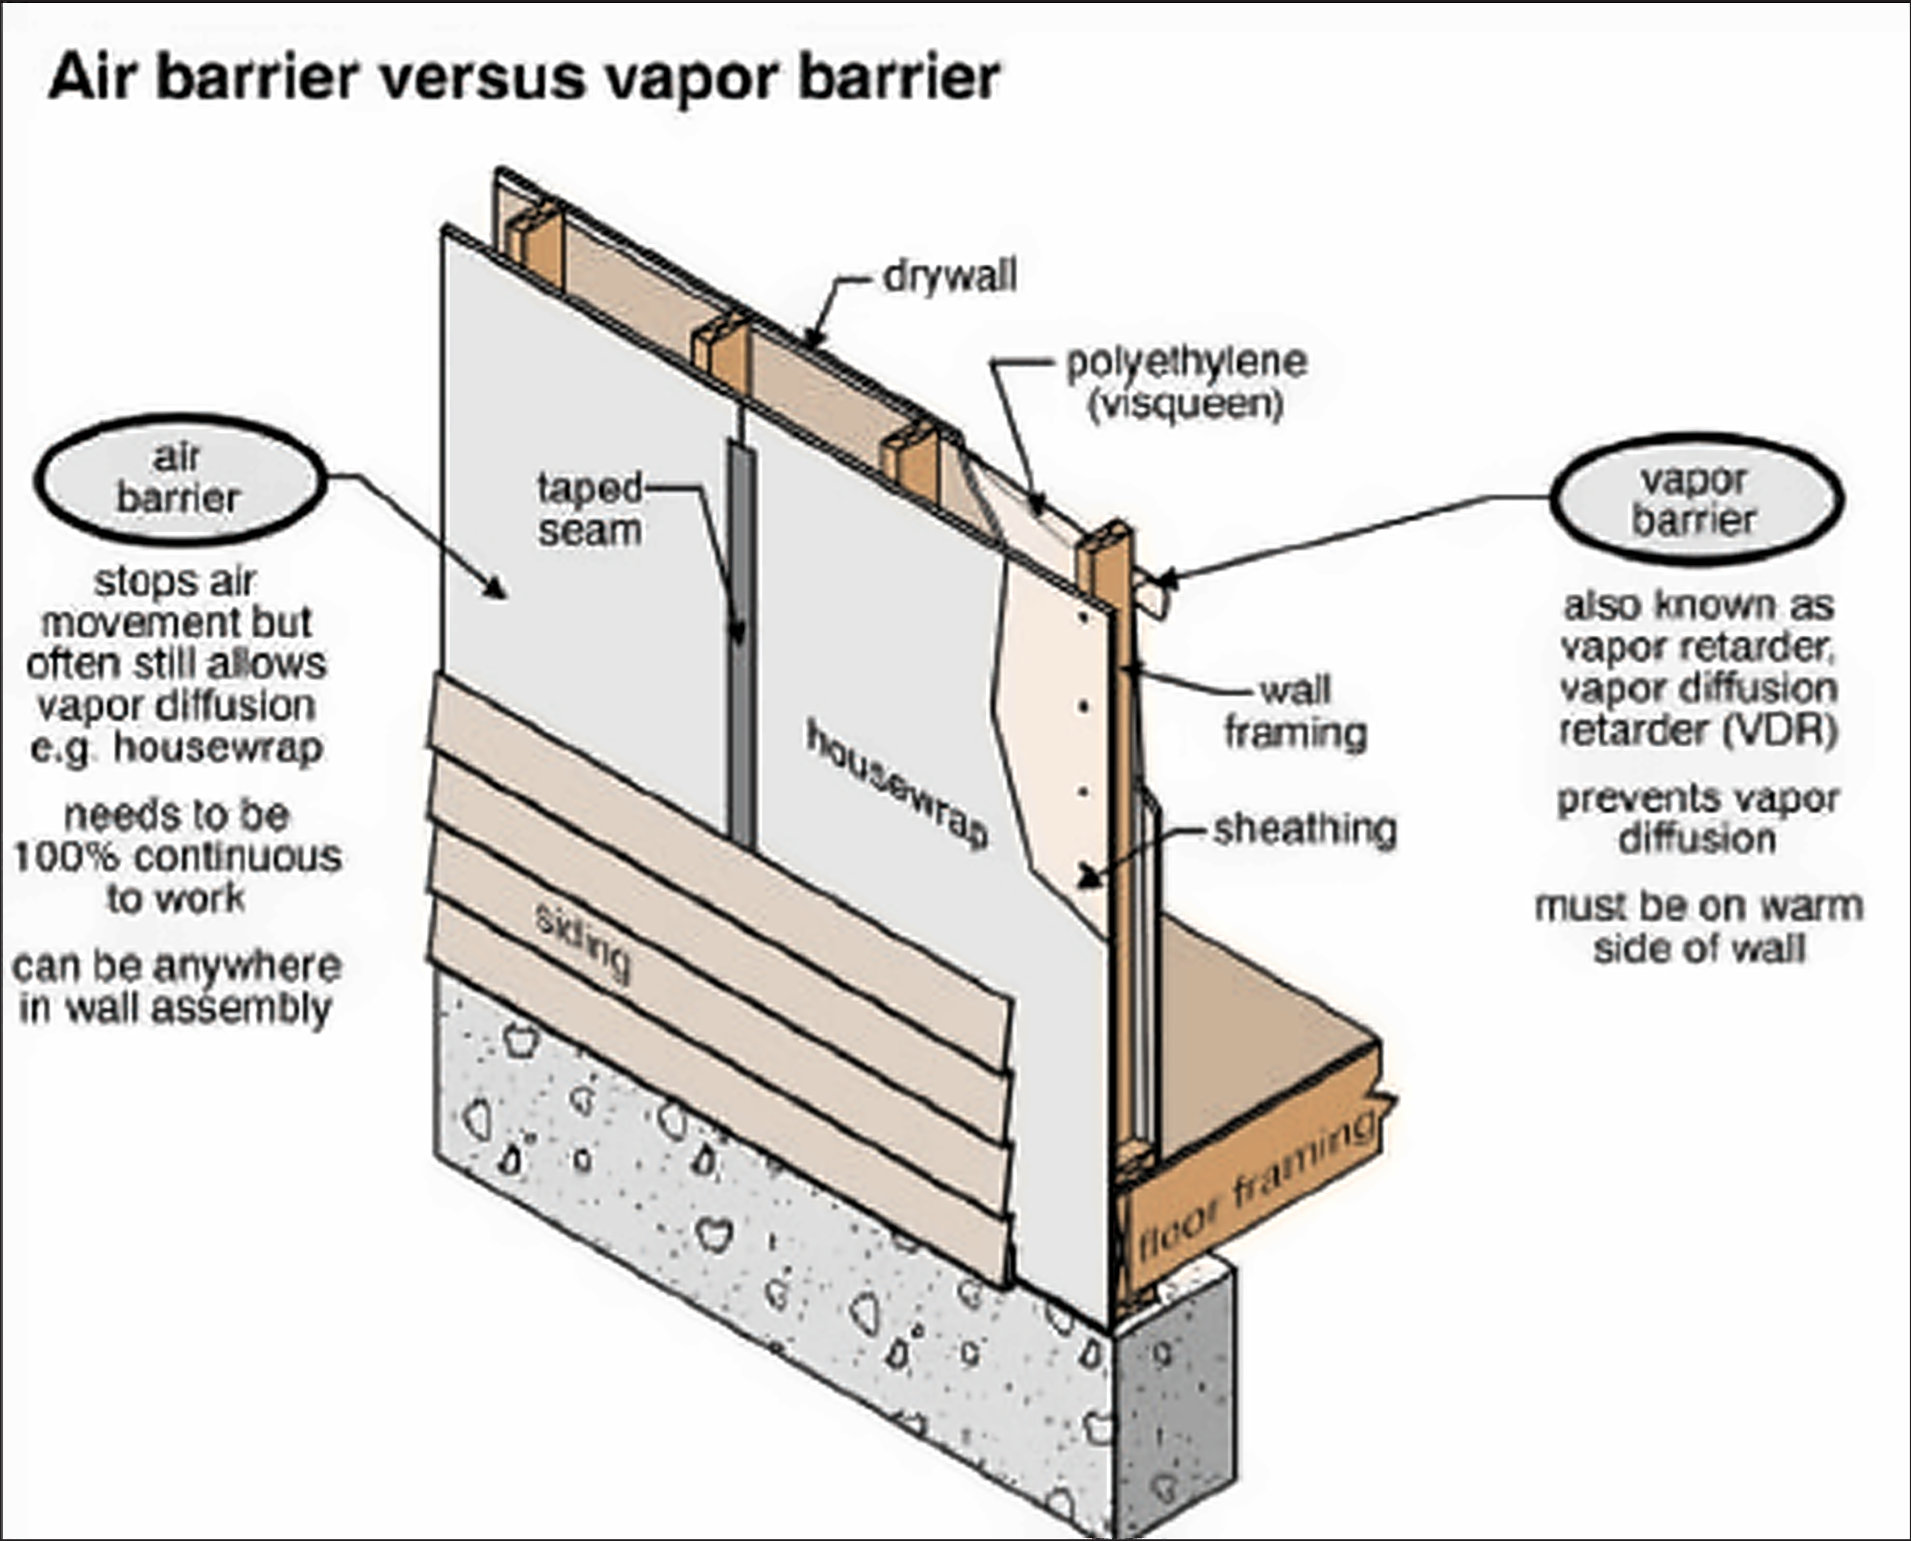 Air barrier versus vapor barrier
drywall
polyethylene
(visqueen)
air
barrier
stops air
movement but
often still allows
vapor diffusion
e.g. housewrap
needs to be
100% continuous
to work
can be anywhere
in wall assembly
taped
seam
housewrap
siding
vapor
barrier
also known as
vapor retarder,
vapor diffusion
retarder (VDR)
prevents vapor
diffusion
must be on warm
side of wall
wall
framing
sheathing
floor framing